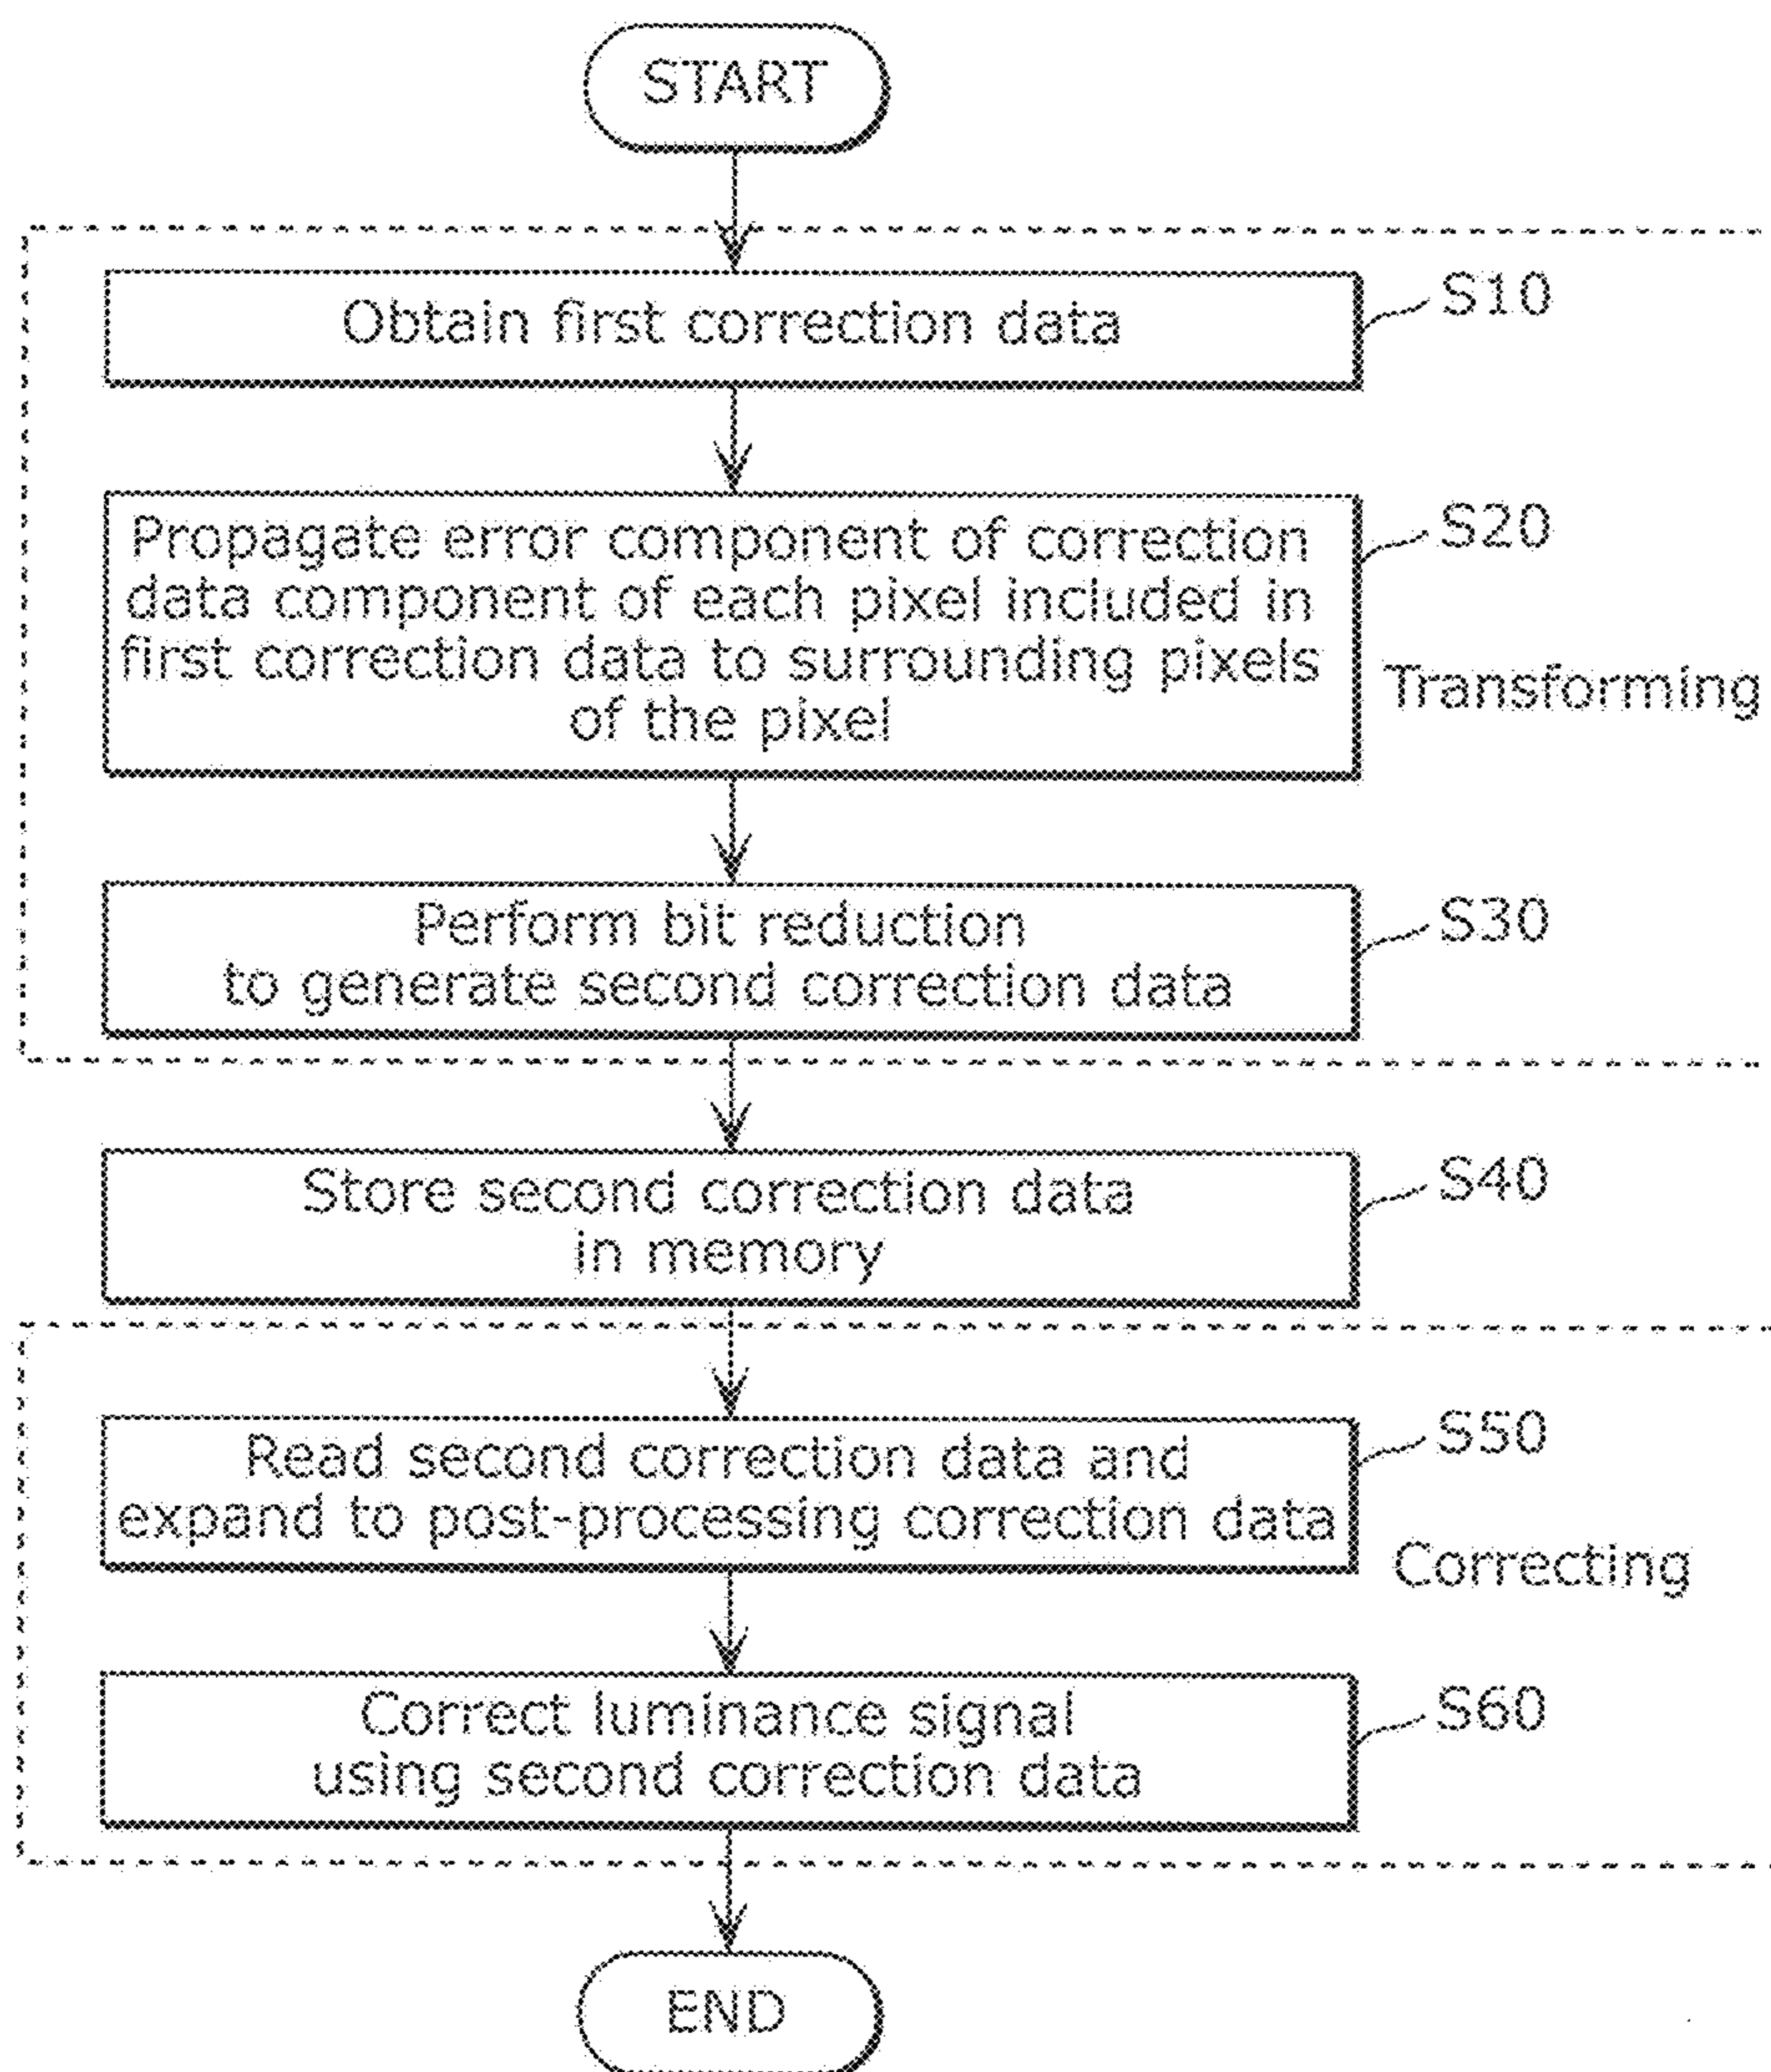 START
Obtain first correction data
S10
Propagate error component of correction
data component of each pixel included in
first correction data to surrounding pixels
of the pixel
S20
Transforming
Perform bit reduction
to generate second correction data
S30
Store second correction data
in memory
S40
Read second correction data and
expand to post-processing correction data
S50
Correcting
Correct luminance signal
using second correction data
S60
END